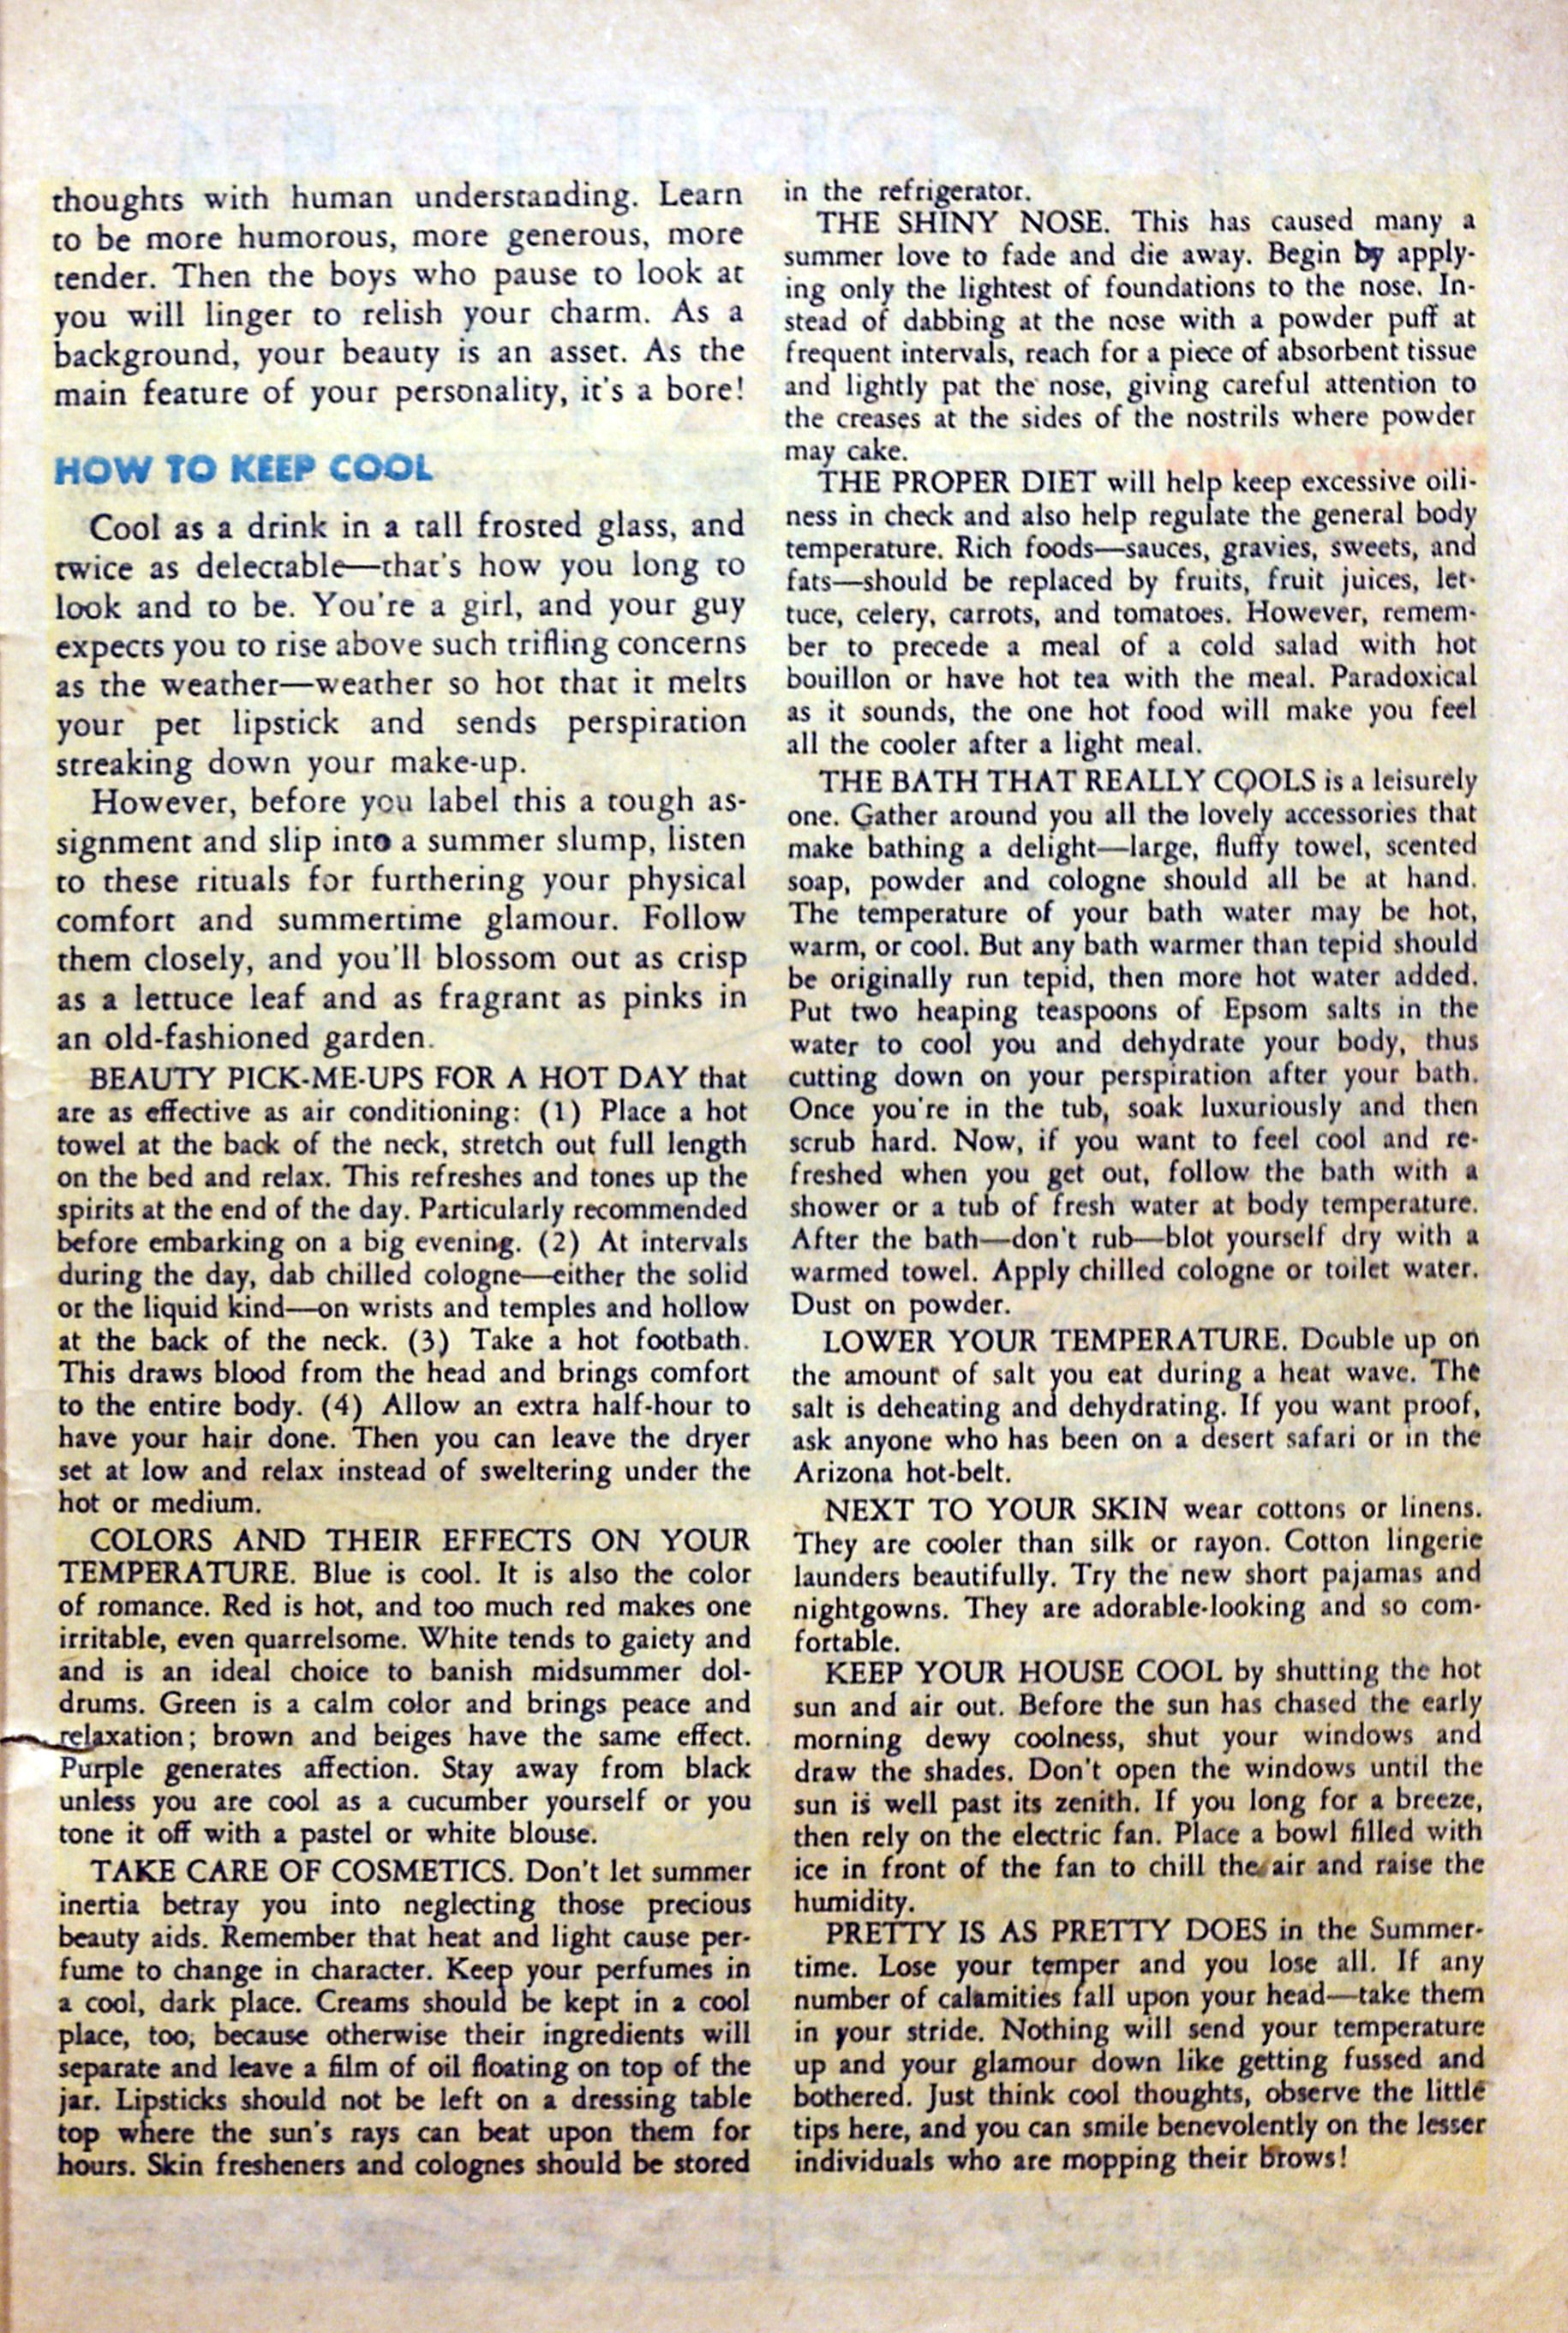 thoughts with human understanding. Learn
to be more humorous, more generous, more
tender. Then the boys who pause to look at
you will linger to relish your charm. As a
background, your beauty is an asset. As the
main feature of your personality, it's a bore!
HOW TO KEEP COOL
Cool as a drink in a tall frosted glass, and
twice as delectable—that's how you long to
look and to be. You're a girl, and your guy
expects you to rise above such trifling concerns
as the weather—weather so hot that it melts
your pet lipstick and sends perspiration
streaking down your make-up.
However, before you label this a tough as-
signment and slip into a summer slump, listen
to these rituals for furthering your physical
comfort and summertime glamour. Follow
them closely, and you'll blossom out as crisp
as a lettuce leaf and as fragrant as pinks in
an old-fashioned garden.
BEAUTY PICK-ME-UPS FOR A HOT DAY that
are as effective as air conditioning: (1) Place a hot
towel at the back of the neck, stretch out full length
on the bed and relax. This refreshes and tones up the
spirits at the end of the day. Particularly recommended
before embarking on a big evening. (2) At intervals
during the day, dab chilled cologne—either the solid
or the liquid kind—on wrists and temples and hollow
at the back of the neck. (3) Take a hot footbath.
This draws blood from the head and brings comfort
to the entire body. (4) Allow an extra half-hour to
have your hair done. Then you can leave the dryer
set at low and relax instead of sweltering under the
hot or medium.
COLORS AND THEIR EFFECTS ON YOUR
TEMPERATURE. Blue is cool. It is also the color
of romance. Red is hot, and too much red makes one
irritable, even quarrelsome. White tends to gaiety and
and is an ideal choice to banish midsummer dol-
drums. Green is a calm color and brings peace and
relaxation; brown and beiges have the same effect.
Purple generates affection. Stay away from black
unless you are cool as a cucumber yourself or you
tone it off with a pastel or white blouse.
TAKE CARE OF COSMETICS. Don't let summer
inertia betray you into neglecting those precious
beauty aids. Remember that heat and light cause per-
fume to change in character. Keep your perfumes in
a cool, dark place. Creams should be kept in a cool
place, too, because otherwise their ingredients will
separate and leave a film of oil floating on top of the
jar. Lipsticks should not be left on a dressing table
top where the sun's rays can beat upon them for
hours. Skin fresheners and colognes should be stored
in the refrigerator.
THE SHINY NOSE. This has caused many a
summer love to fade and die away. Begin by apply-
ing only the lightest of foundations to the nose. In-
stead of dabbing at the nose with a powder puff at
frequent intervals, reach for a piece of absorbent tissue
and lightly pat the nose, giving careful attention to
the creases at the sides of the nostrils where powder
may cake.
THE PROPER DIET will help keep excessive oili-
ness in check and also help regulate the general body
temperature. Rich foods—sauces, gravies, sweets, and
fats—should be replaced by fruits, fruit juices, let-
tuce, celery, carrots, and tomatoes. However, remem-
ber to precede a meal of a cold salad with hot
bouillon or have hot tea with the meal. Paradoxical
as it sounds, the one hot food will make you feel
all the cooler after a light meal.
THE BATH THAT REALLY COOLS is a leisurely
one. Gather around you all the lovely accessories that
make bathing a delight—large, fluffy towel, scented
soap, powder and cologne should all be at hand.
The temperature of your bath water may be hot,
warm, or cool. But any bath warmer than tepid should
be originally run tepid, then more hot water added.
Put two heaping teaspoons of Epsom salts in the
water to cool you and dehydrate your body, thus
cutting down on your perspiration after your bath.
Once you're in the tub, soak luxuriously and then
scrub hard. Now, if you want to feel cool and re-
freshed when you get out, follow the bath with a
shower or a tub of fresh water at body temperature.
After the bath—don't rub—blot yourself dry with a
warmed towel. Apply chilled cologne or toilet water.
Dust on powder.
LOWER YOUR TEMPERATURE. Double up on
the amount of salt you eat during a heat wave. The
salt is deheating and dehydrating. If you want proof,
ask anyone who has been on a desert safari or in the
Arizona hot-belt.
NEXT TO YOUR SKIN wear cottons or linens.
They are cooler than silk or rayon. Cotton lingerie
launders beautifully. Try the new short pajamas and
nightgowns. They are adorable-looking and so com-
fortable.
KEEP YOUR HOUSE COOL by shutting the hot
sun and air out. Before the sun has chased the early
morning dewy coolness, shut your windows and
draw the shades. Don't open the windows until the
sun is well past its zenith. If you long for a breeze,
then rely on the electric fan. Place a bowl filled with
ice in front of the fan to chill the air and raise the
humidity.
PRETTY IS AS PRETTY DOES in the Summer-
time. Lose your temper and you lose all. If any
number of calamities fall upon your head—take them
in your stride. Nothing will send your temperature
up and your glamour down like getting fussed and
bothered. Just think cool thoughts, observe the little
tips here, and you can smile benevolently on the lesser
individuals who are mopping their brows!